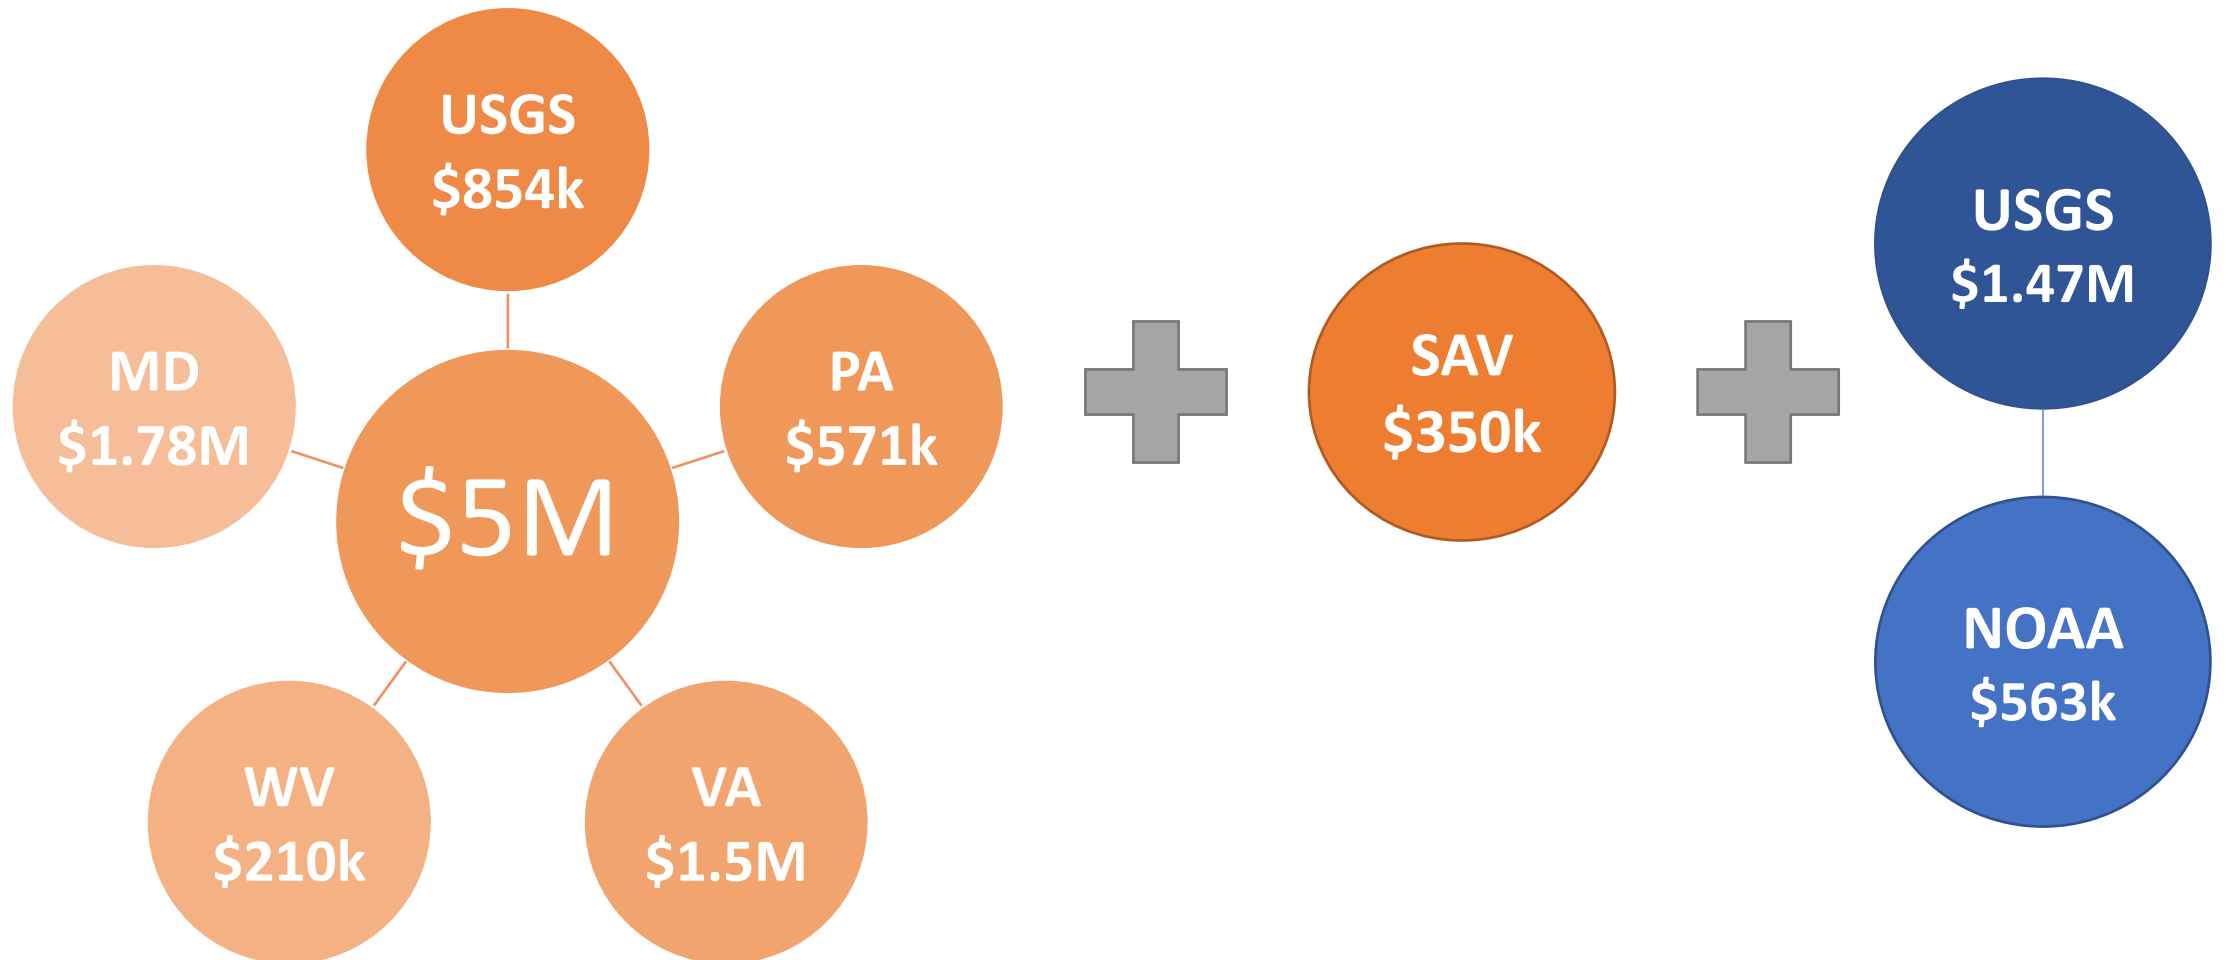 USGS
$854k
MD
$1.78M
PA
$571k
$5M
WV
$210k
VA
$1.5M
SAV
$350k
USGS
$1.47M
NOAA
$563k